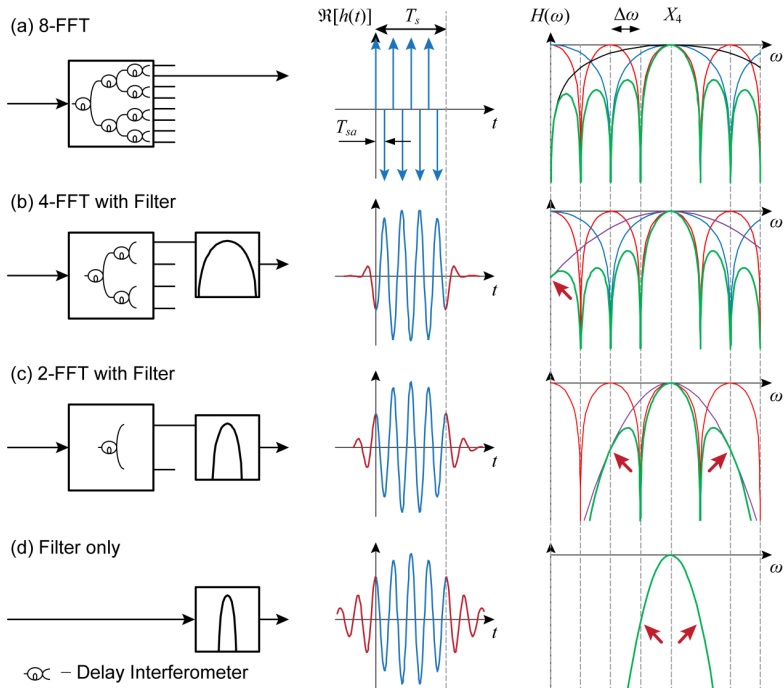 (a) 8-FFT
ℜ[h(t)]
T_s
H(ω)
Δω
X_4
ω
T_sa
t
(b) 4-FFT with Filter
ω
t
(c) 2-FFT with Filter
ω
t
(d) Filter only
ω
t
– Delay Interferometer